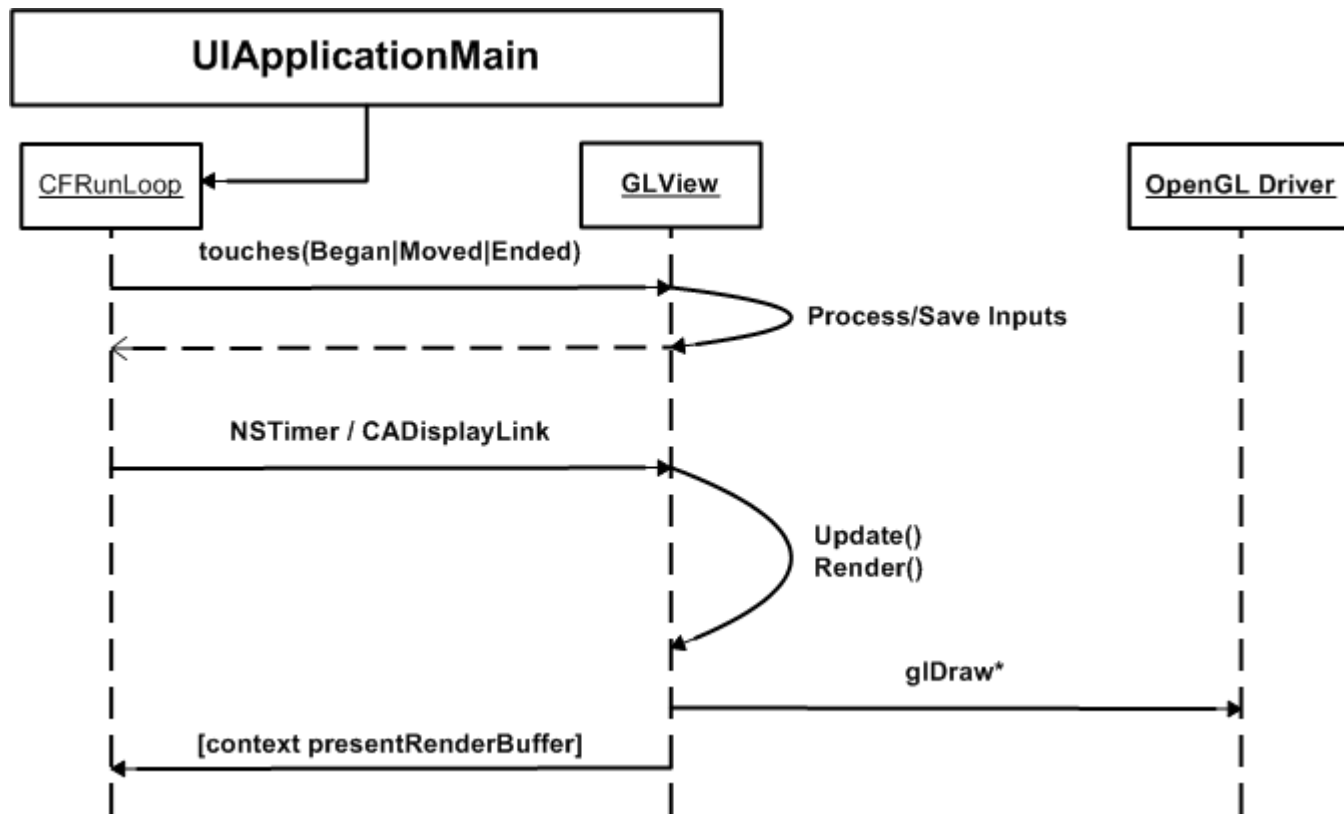 UIApplicationMain
CFRunLoop
GLView
OpenGL Driver
touches(Began|Moved|Ended)
Process/Save Inputs
NSTimer / CADisplayLink
Update()
Render()
glDraw*
[context presentRenderBuffer]